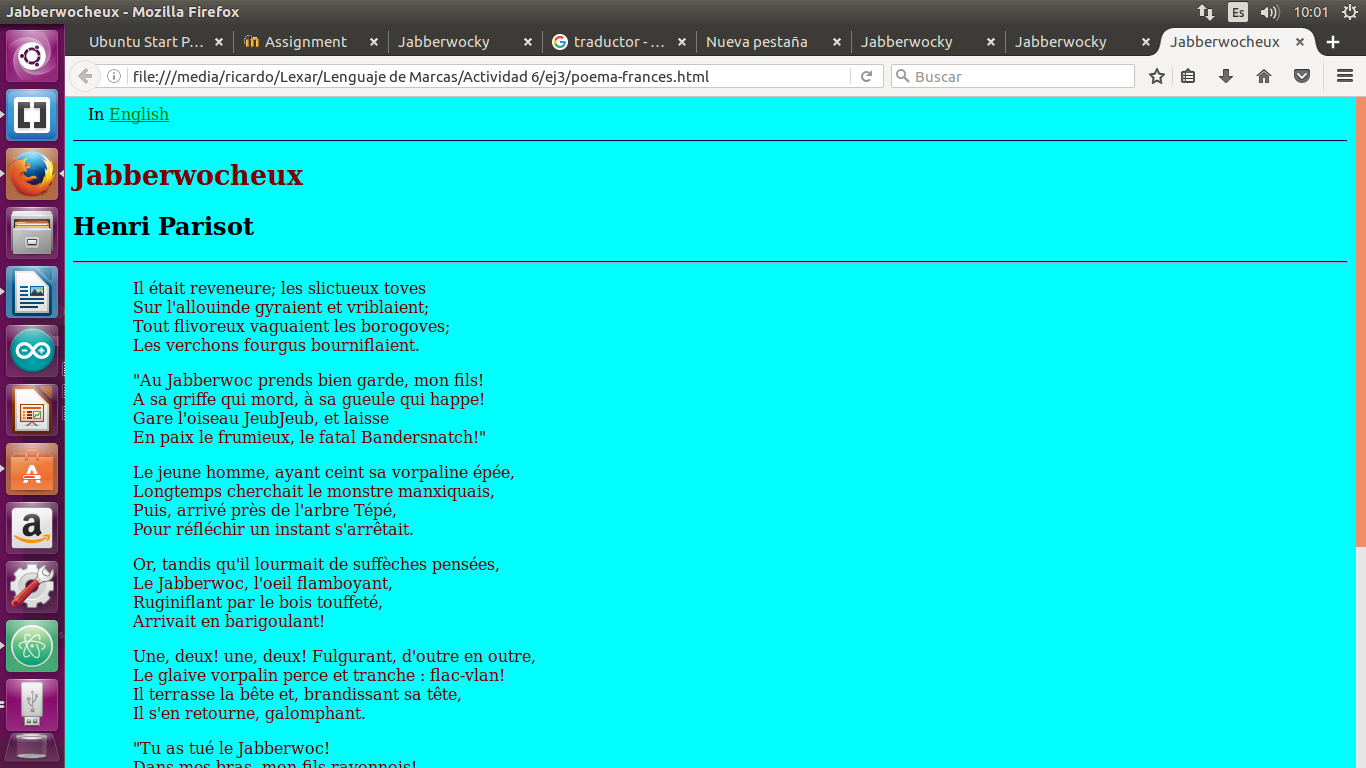 Jabberwocheux - Mozilla Firefox
Es
10:01
Ubuntu Start P…
Assignment
Jabberwocky
traductor - …
Nueva pestaña
Jabberwocky
Jabberwocky
Jabberwocheux
file:///media/ricardo/Lexar/Lenguaje de Marcas/Actividad 6/ej3/poema-frances.html
Buscar
In English
Jabberwocheux
Henri Parisot
Il était reveneure; les slictueux toves
Sur l'allouinde gyraient et vriblaient;
Tout flivoreux vaguaient les borogoves;
Les verchons fourgus bourniflaient.
"Au Jabberwoc prends bien garde, mon fils!
A sa griffe qui mord, à sa gueule qui happe!
Gare l'oiseau JeubJeub, et laisse
En paix le frumieux, le fatal Bandersnatch!"
Le jeune homme, ayant ceint sa vorpaline épée,
Longtemps cherchait le monstre manxiquais,
Puis, arrivé près de l'arbre Tépé,
Pour réfléchir un instant s'arrêtait.
Or, tandis qu'il lourmait de suffèches pensées,
Le Jabberwoc, l'oeil flamboyant,
Ruginiflant par le bois touffeté,
Arrivait en barigoulant!
Une, deux! une, deux! Fulgurant, d'outre en outre,
Le glaive vorpalin perce et tranche : flac-vlan!
Il terrasse la bête et, brandissant sa tête,
Il s'en retourne, galomphant.
"Tu as tué le Jabberwoc!
Dans mes bras, mon fils rayonnois!